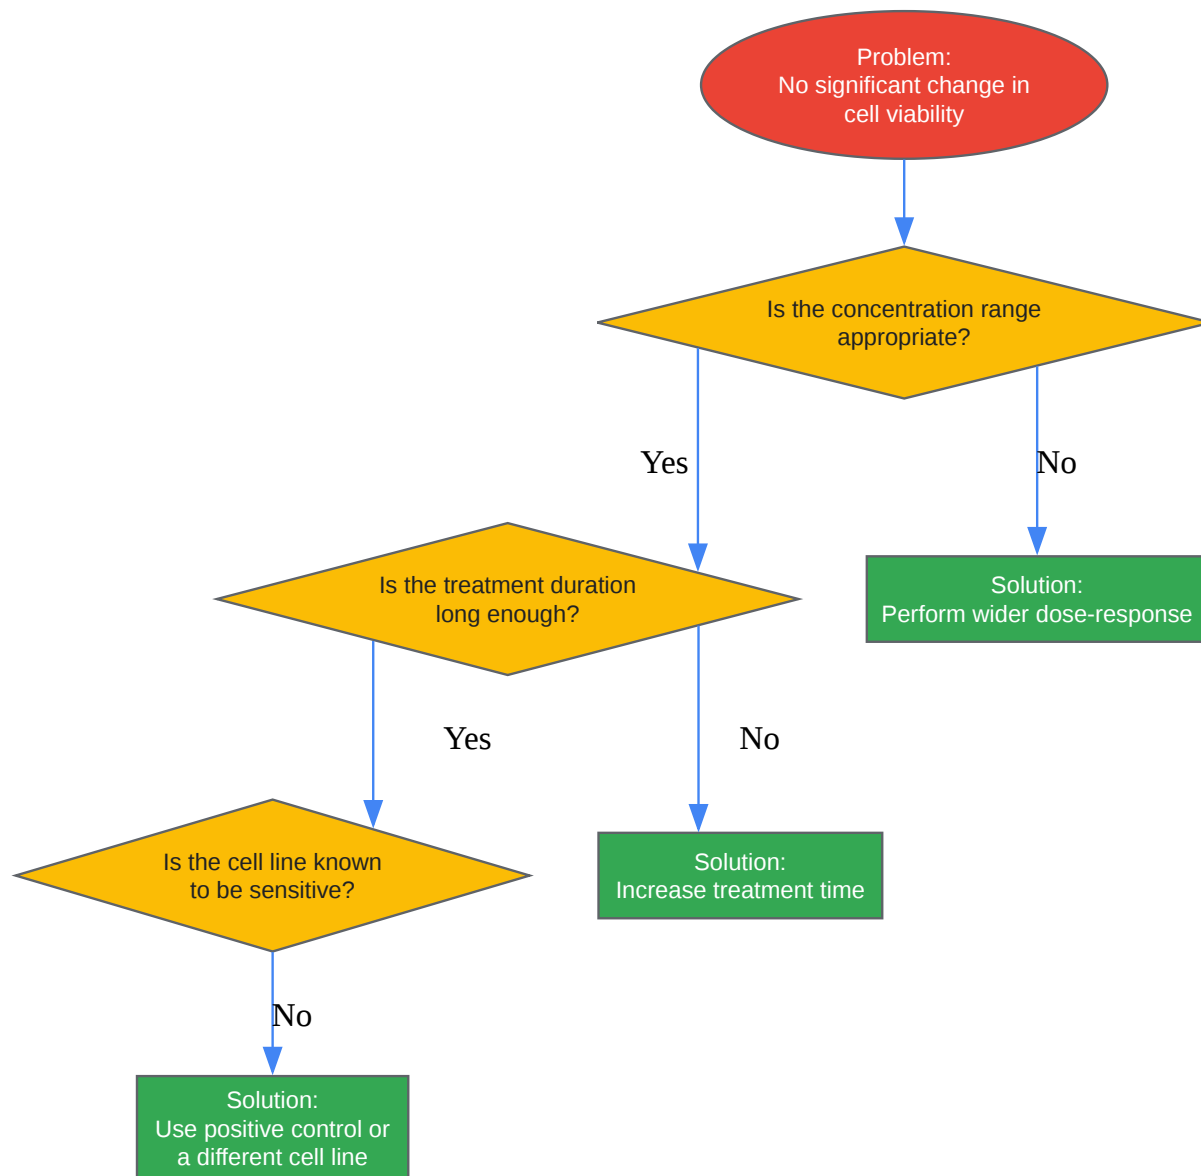 Problem:
No significant change in
cell viability
Is the concentration range
appropriate?
Yes
No
Is the treatment duration
long enough?
Solution:
Perform wider dose-response
Yes
No
Is the cell line known
to be sensitive?
Solution:
Increase treatment time
No
Solution:
Use positive control or
a different cell line